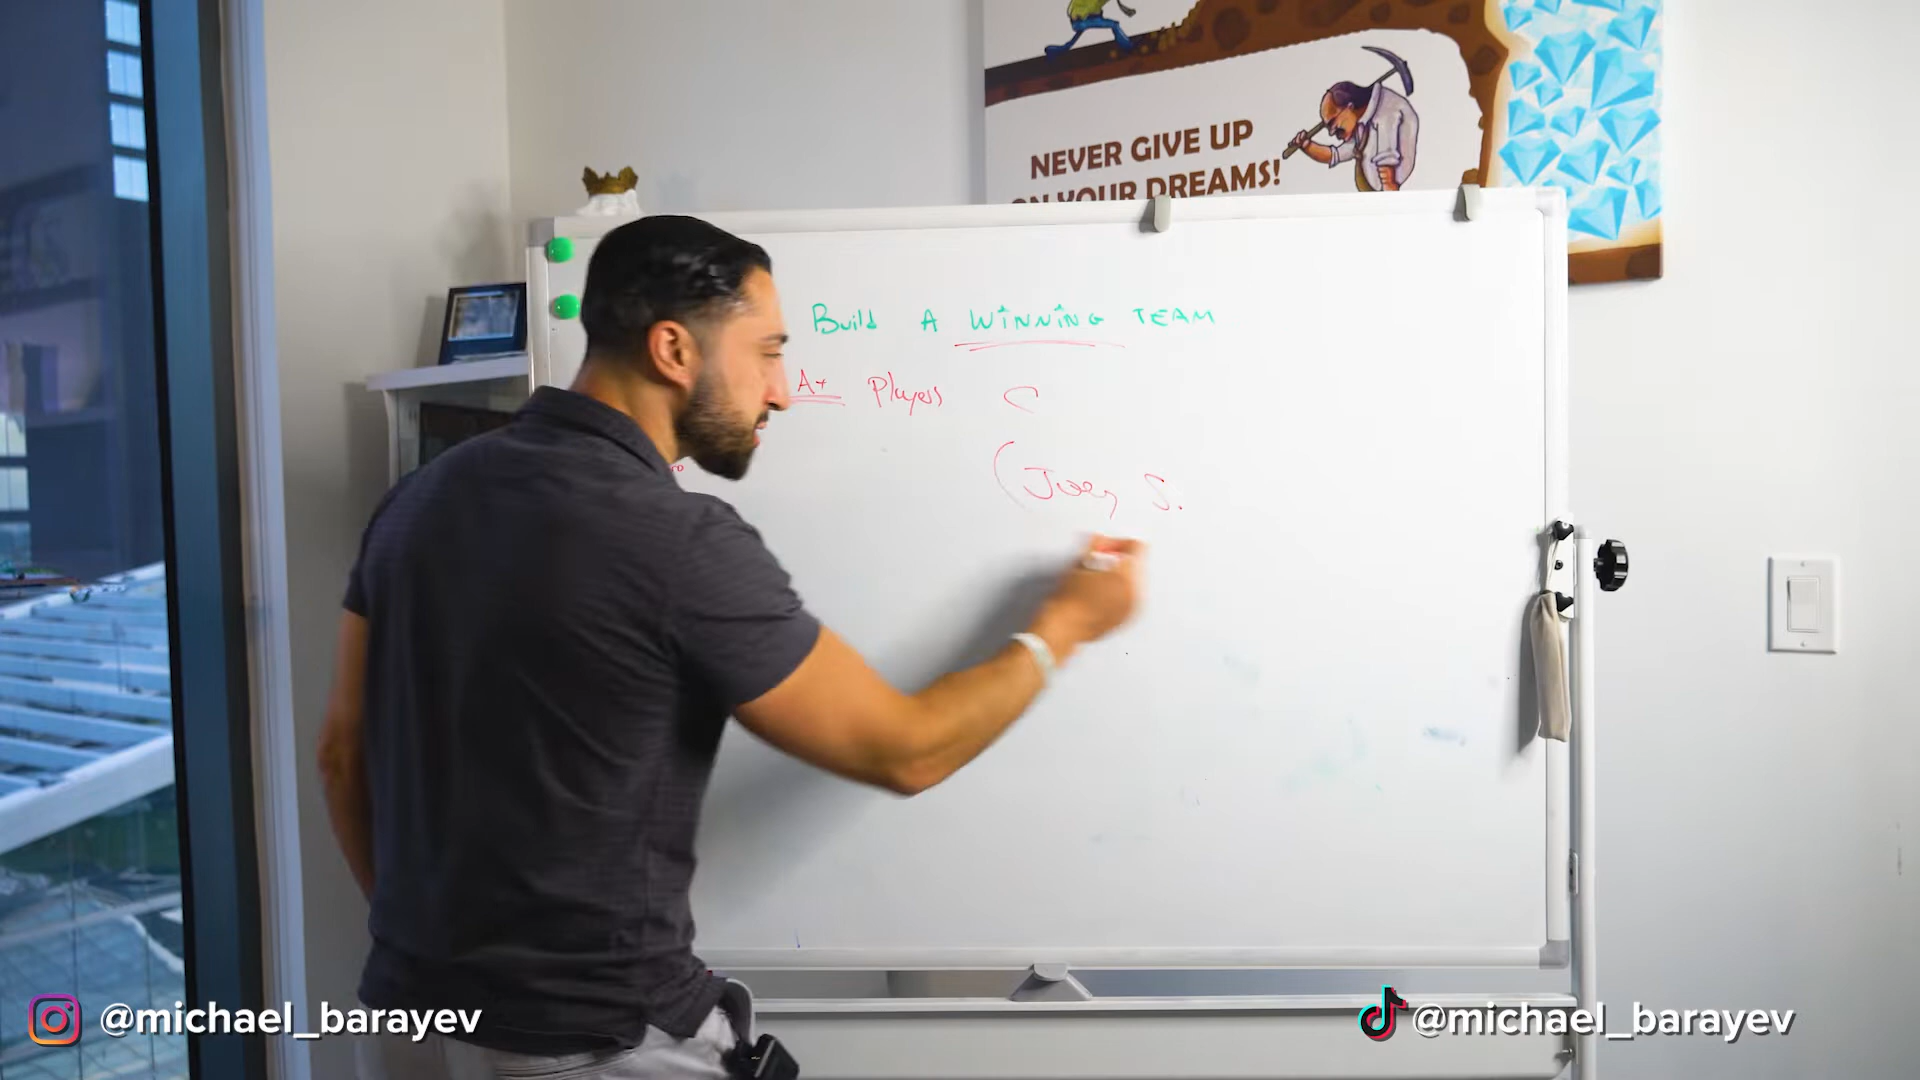 NEVER GIVE UP
ON YOUR DREAMS!
Build A WINNING TEAM
A+ Players C
(Joey S.
@michael_barayev
@michael_barayev